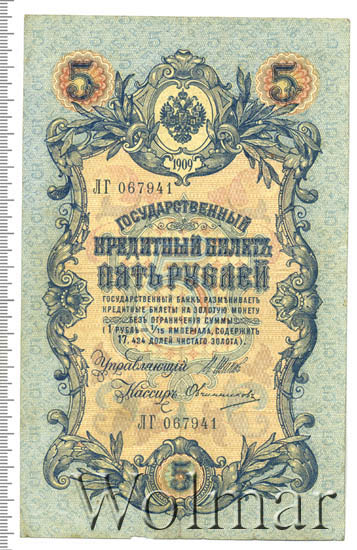 5 5
1909
ЛГ 067941
ГОСУДАРСТВЕННЫЙ
КРЕДИТНЫЙ БИЛЕТЪ
ПЯТЬ РУБЛЕЙ
ГОСУДАРСТВЕННЫЙ БАНКЪ РАЗМѢНИВАЕТЪ
КРЕДИТНЫЕ БИЛЕТЫ НА ЗОЛОТУЮ МОНЕТУ
БЕЗЪ ОГРАНИЧЕНІЯ СУММЫ
(1 РУБЛЬ = 1/15 ИМПЕРІАЛА, СОДЕРЖИТЪ
17,424 ДОЛЕЙ ЧИСТАГО ЗОЛОТА).
Управляющій
Кассиръ Овчинниковъ
ЛГ 067941
5
Wolmar